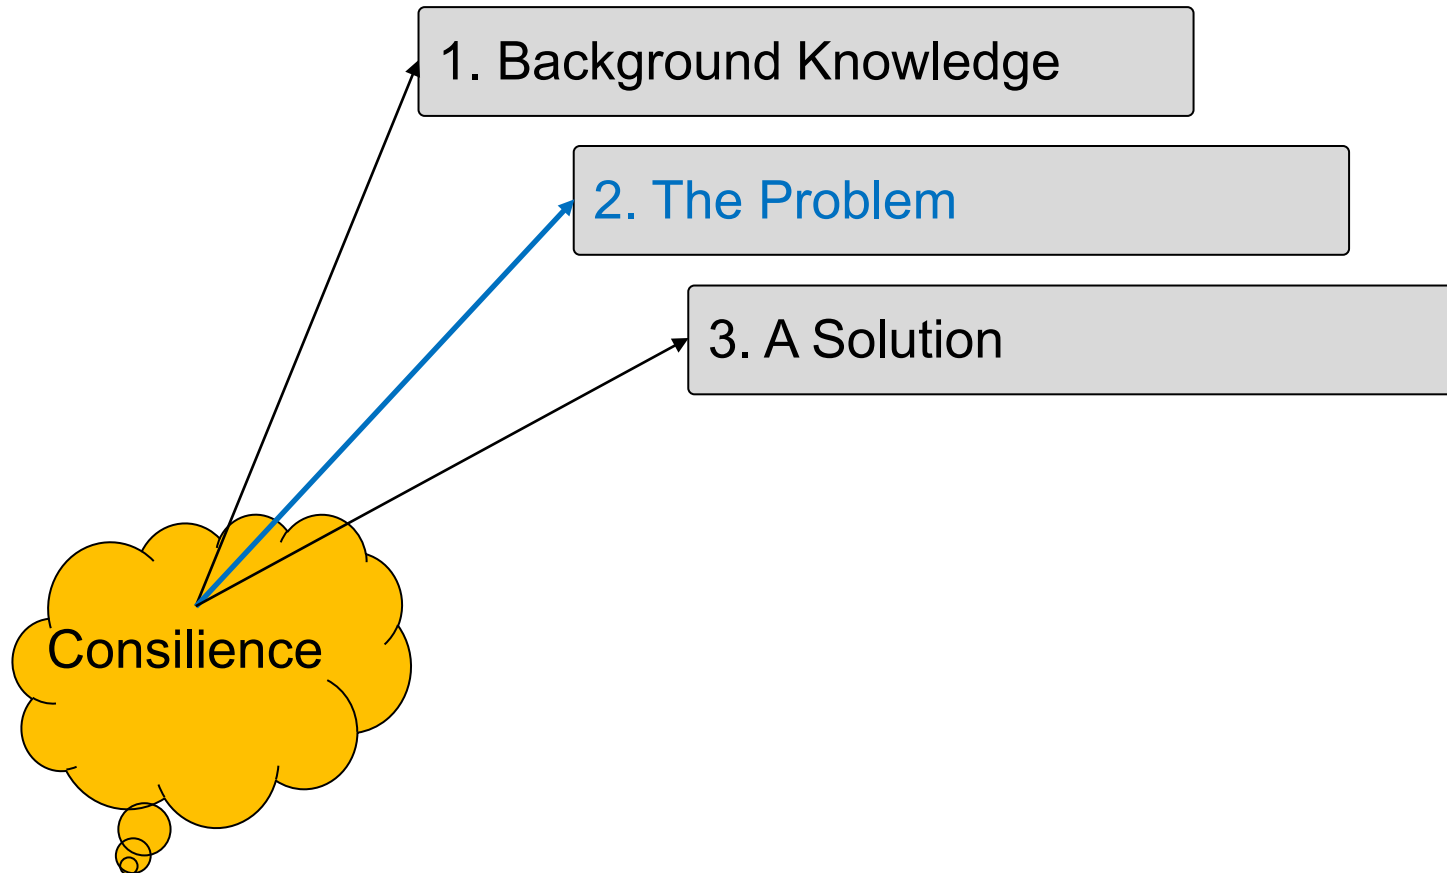 1. Background Knowledge
2. The Problem
3. A Solution
Consilience